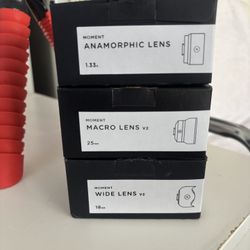 MOMENT
ANAMORPHIC LENS
1.33x
MOMENT
MACRO LENS V2
25mm
MOMENT
WIDE LENS V2
18mm